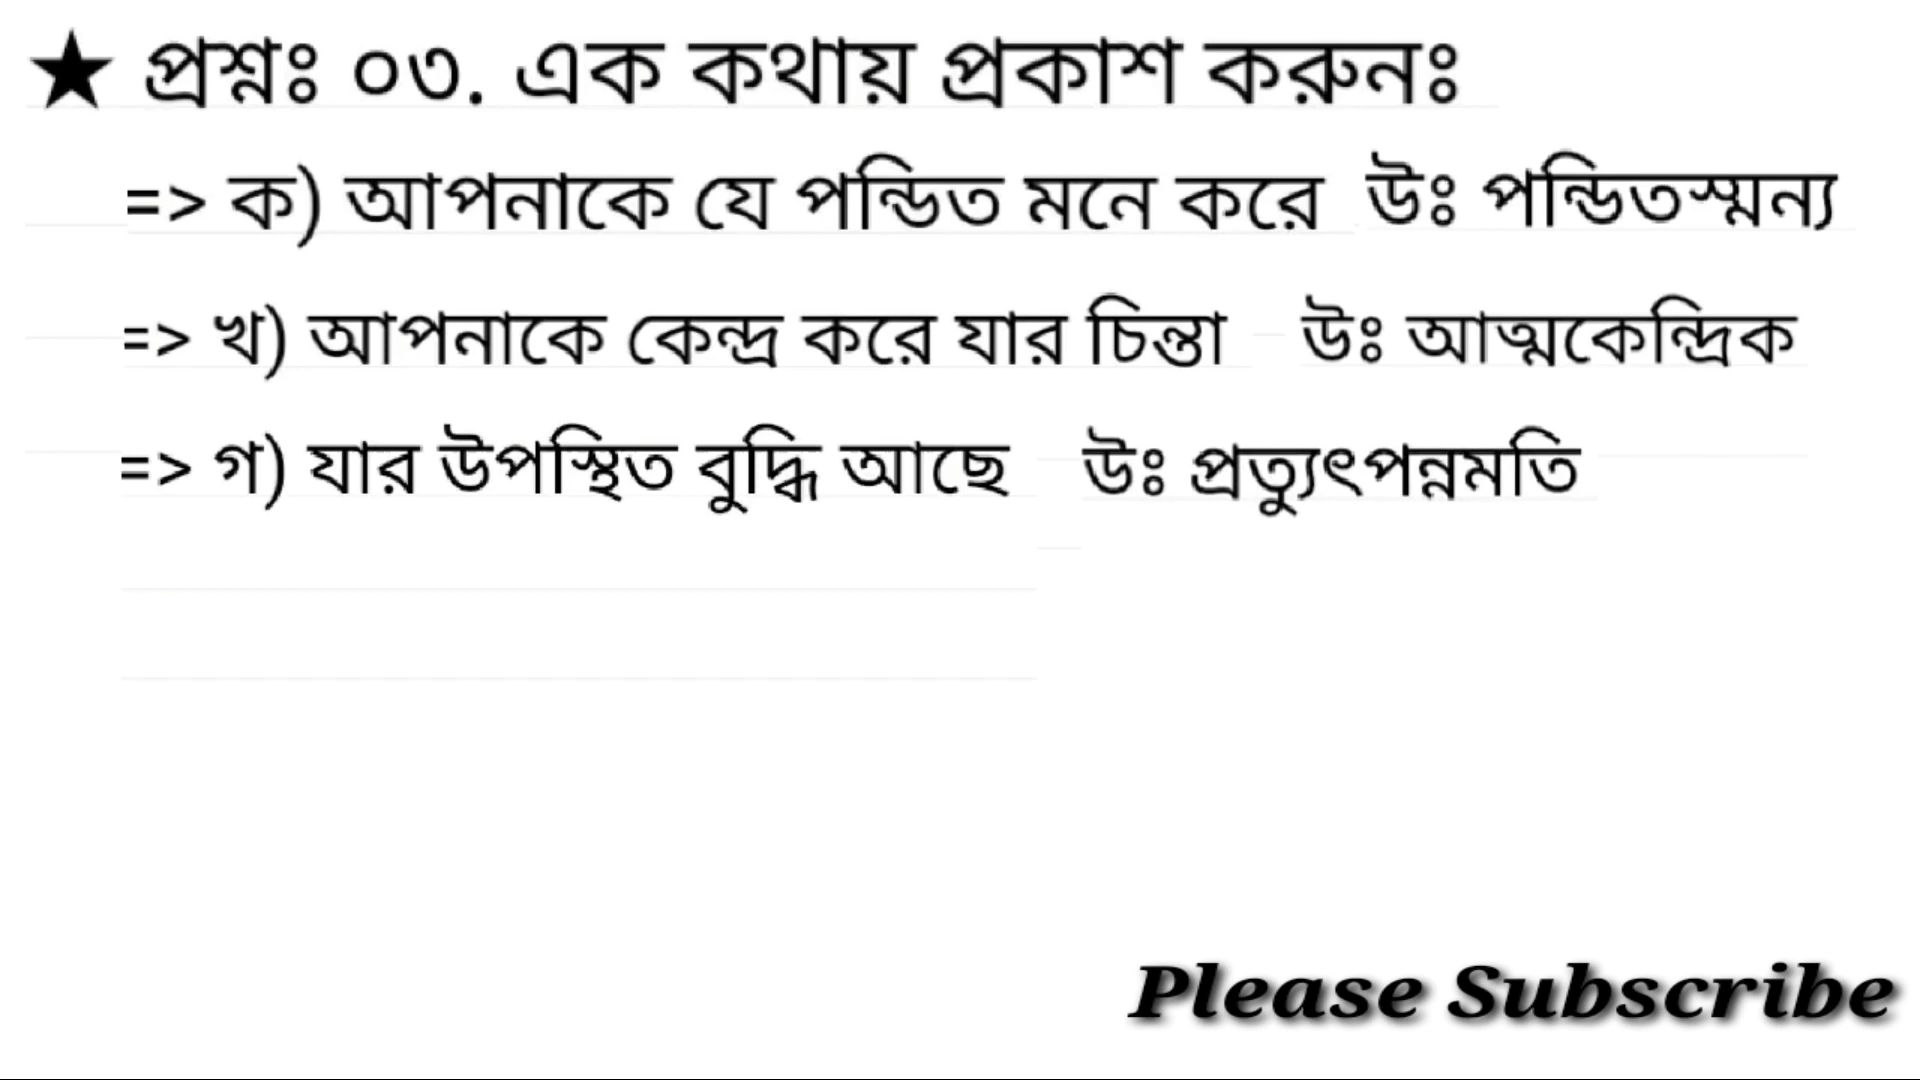 ★ প্রশ্নঃ ০৩. এক কথায় প্রকাশ করুনঃ
=> ক) আপনাকে যে পন্ডিত মনে করে উঃ পন্ডিতস্মন্য
=> খ) আপনাকে কেন্দ্র করে যার চিন্তা উঃ আত্মকেন্দ্রিক
=> গ) যার উপস্থিত বুদ্ধি আছে উঃ প্রত্যুৎপন্নমতি
Please Subscribe